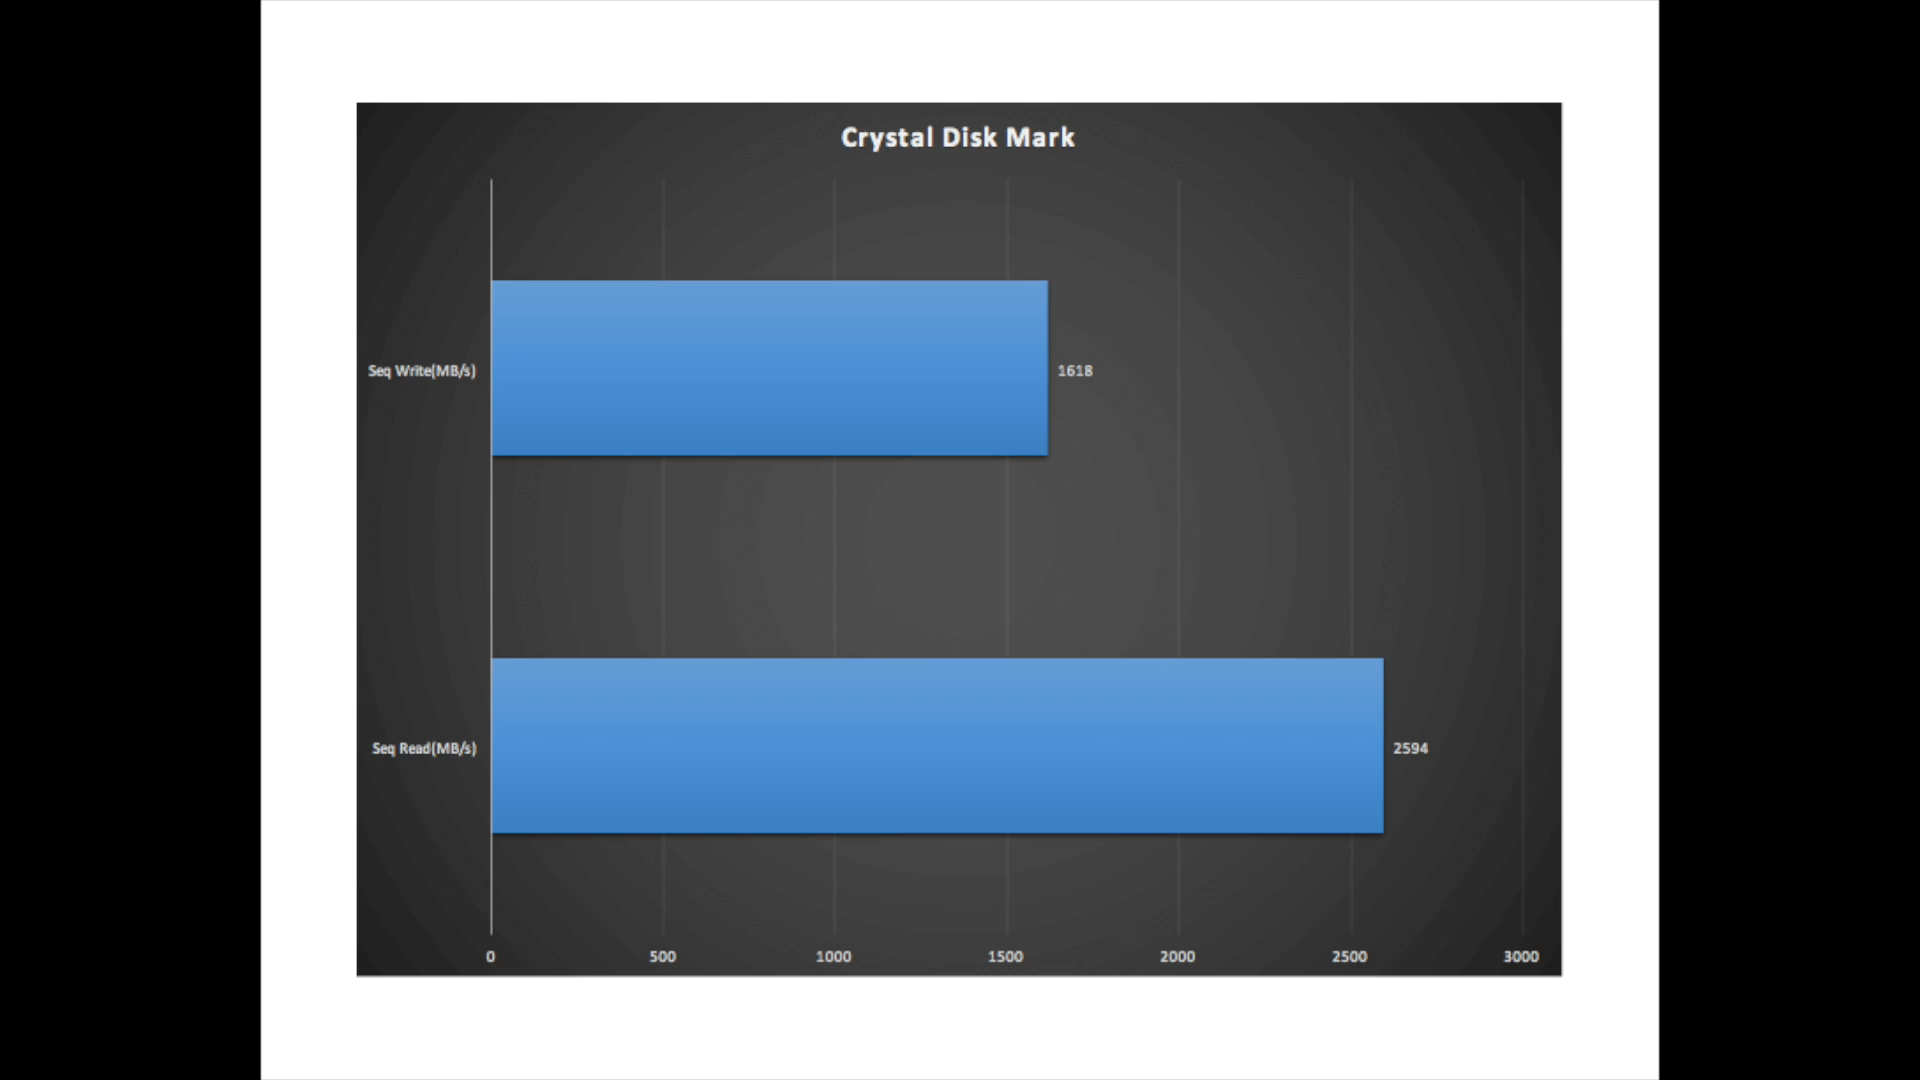 Crystal Disk Mark
Seq Write(MB/s)
1618
Seq Read(MB/s)
2594
0 500 1000 1500 2000 2500 3000